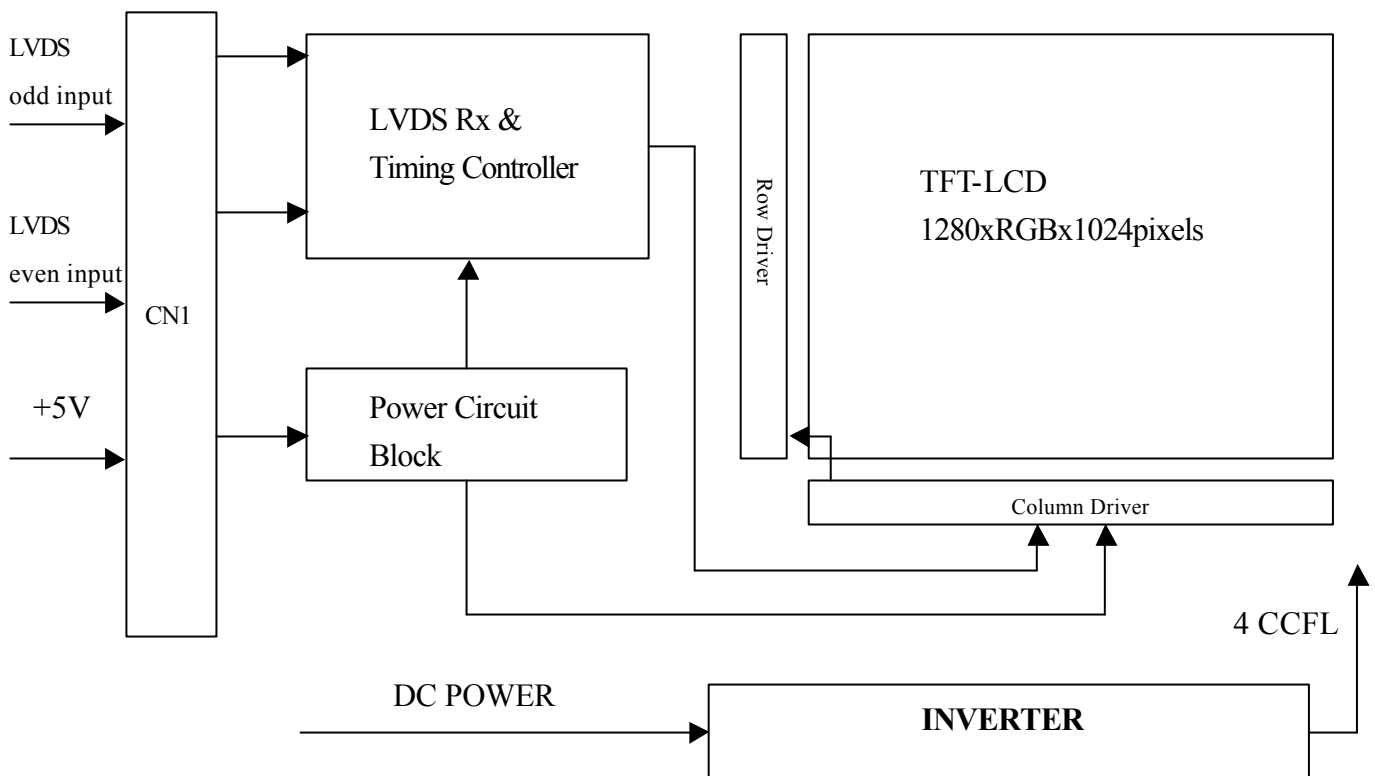 LVDS
odd input
LVDS
even input
+5V
CN1
LVDS Rx &
Timing Controller
Power Circuit
Block
Row Driver
TFT-LCD
1280xRGBx1024pixels
Column Driver
4 CCFL
DC POWER
INVERTER